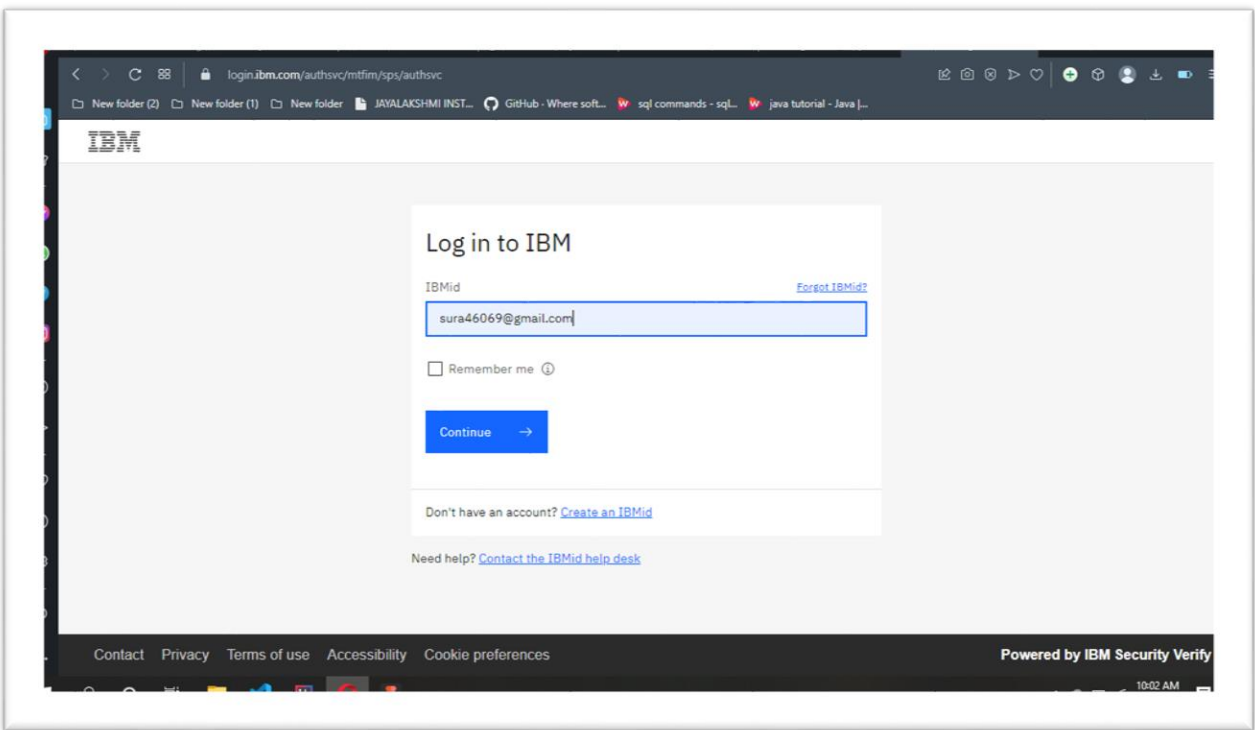 login.ibm.com/authsvc/mtfim/sps/authsvc
New folder (2) New folder (1) New folder JAYALAKSHMI INST... GitHub - Where soft... sql commands - sql... java tutorial - Java |...
IBM
Log in to IBM
IBMid Forgot IBMid?
sura46069@gmail.com
Remember me
Continue →
Don't have an account? Create an IBMid
Need help? Contact the IBMid help desk
Contact Privacy Terms of use Accessibility Cookie preferences Powered by IBM Security Verify
10:02 AM